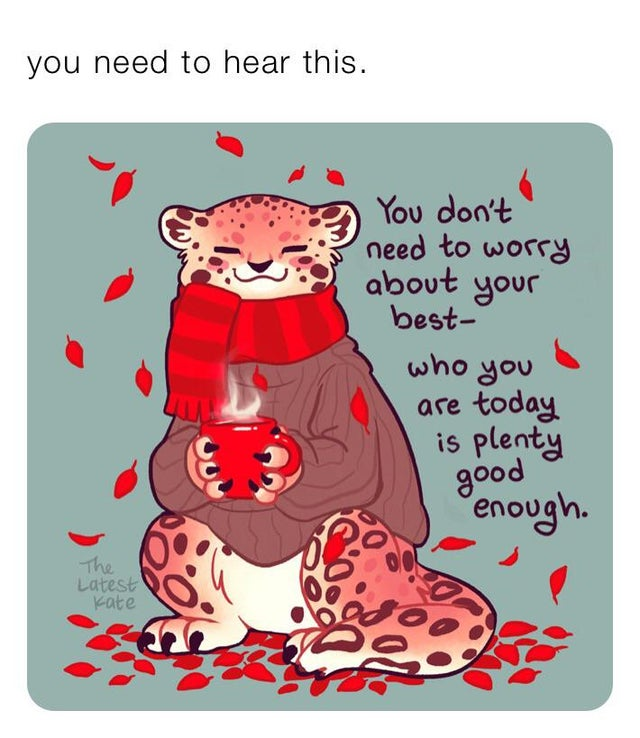 you need to hear this.
You don't
need to worry
about your
best-
who you
are today
is plenty
good
enough.
The
Latest
Kate